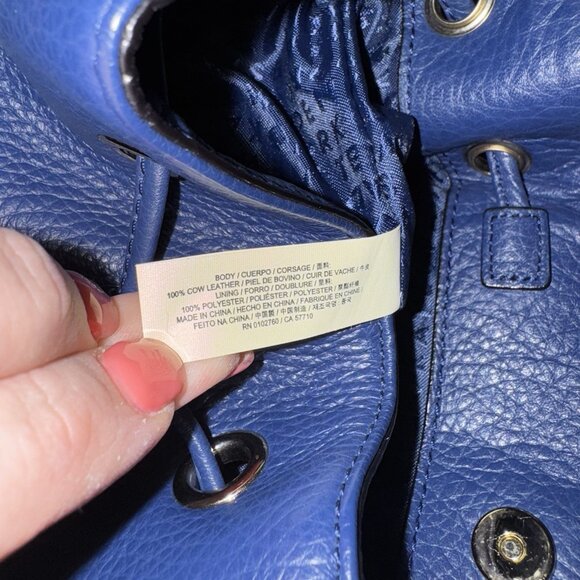 BODY / CUERPO / CORSAGE / 面料:
100% COW LEATHER / PIEL DE BOVINO / CUIR DE VACHE / 牛皮
LINING / FORRO / DOUBLURE / 里料:
100% POLYESTER / POLIÉSTER / POLYESTER / 聚酯纤维
MADE IN CHINA / HECHO EN CHINA / FABRIQUE EN CHINE /
FEITO NA CHINA / 中国製 / 中国制造 / 제조국명: 중국
RN 0102760 / CA 57710